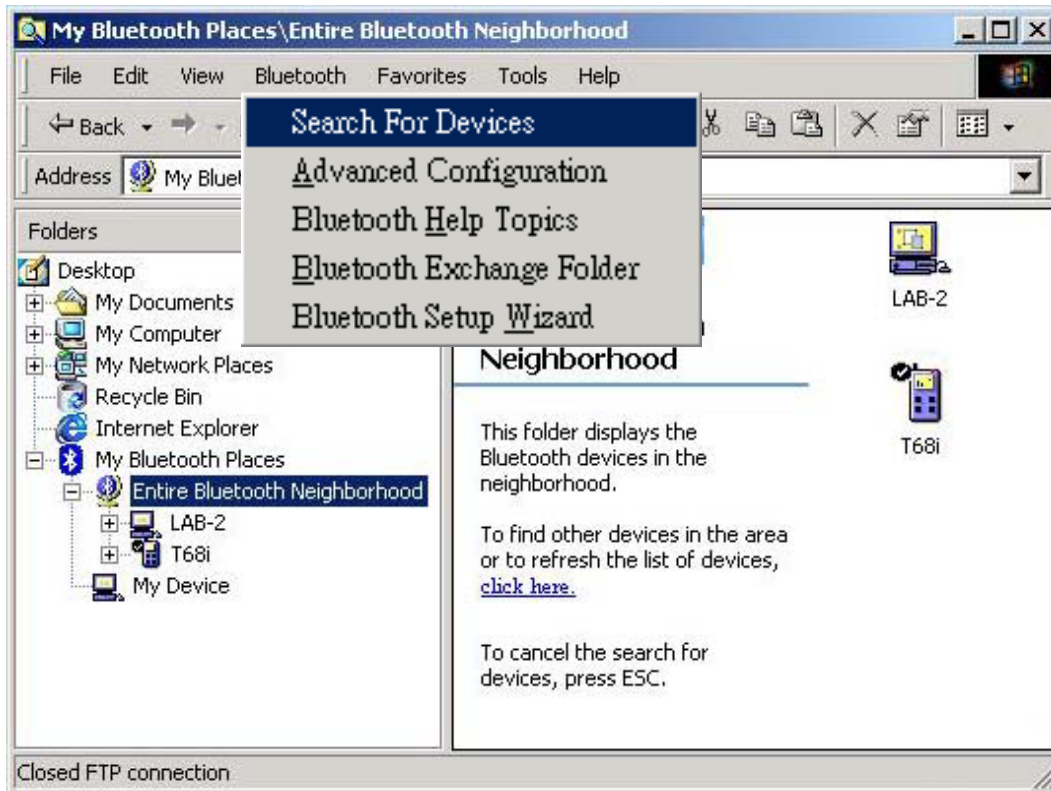 My Bluetooth Places\Entire Bluetooth Neighborhood
File Edit View Bluetooth Favorites Tools Help
Back
Search For Devices
Advanced Configuration
Bluetooth Help Topics
Bluetooth Exchange Folder
Bluetooth Setup Wizard
Address My Bluet
Folders
Desktop
My Documents
My Computer
My Network Places
Recycle Bin
Internet Explorer
My Bluetooth Places
Entire Bluetooth Neighborhood
LAB-2
T68i
My Device
Neighborhood
This folder displays the
Bluetooth devices in the
neighborhood.
To find other devices in the area
or to refresh the list of devices,
click here.
To cancel the search for
devices, press ESC.
LAB-2
T68i
Closed FTP connection